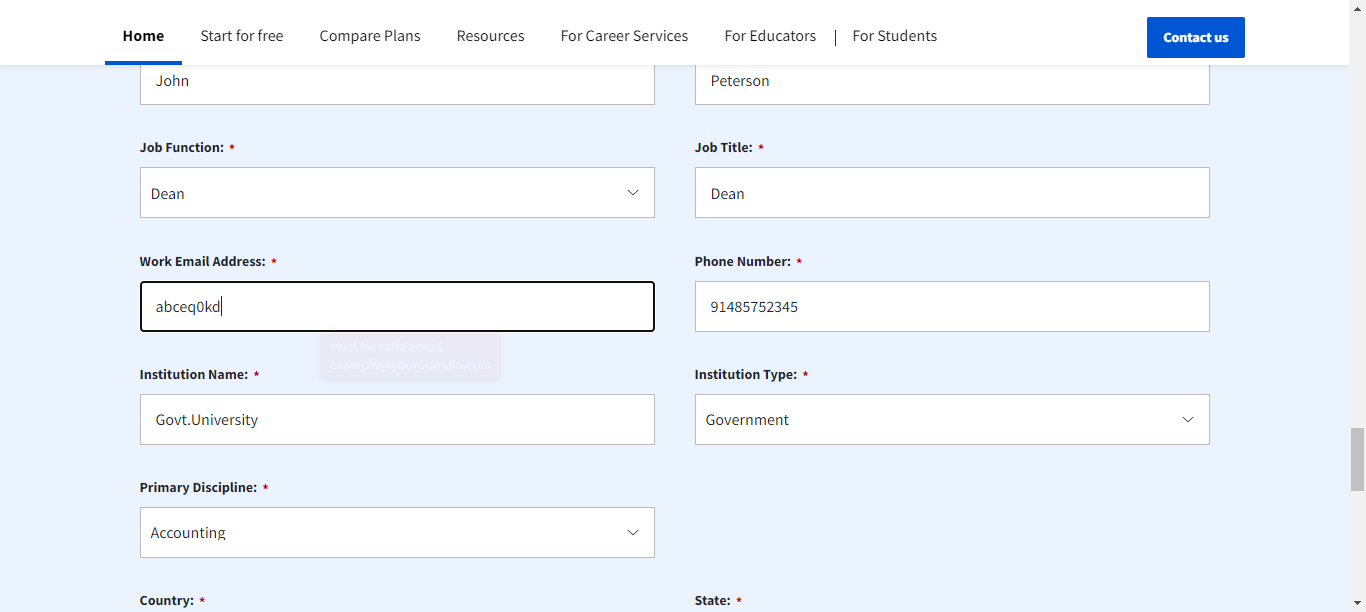 Home Start for free Compare Plans Resources For Career Services For Educators | For Students Contact us
John Peterson
Job Function: * Job Title: *
Dean Dean
Work Email Address: * Phone Number: *
abceq0kd 91485752345
Must be valid email.
example@yourdomain.com
Institution Name: * Institution Type: *
Govt.University Government
Primary Discipline: *
Accounting
Country: * State: *